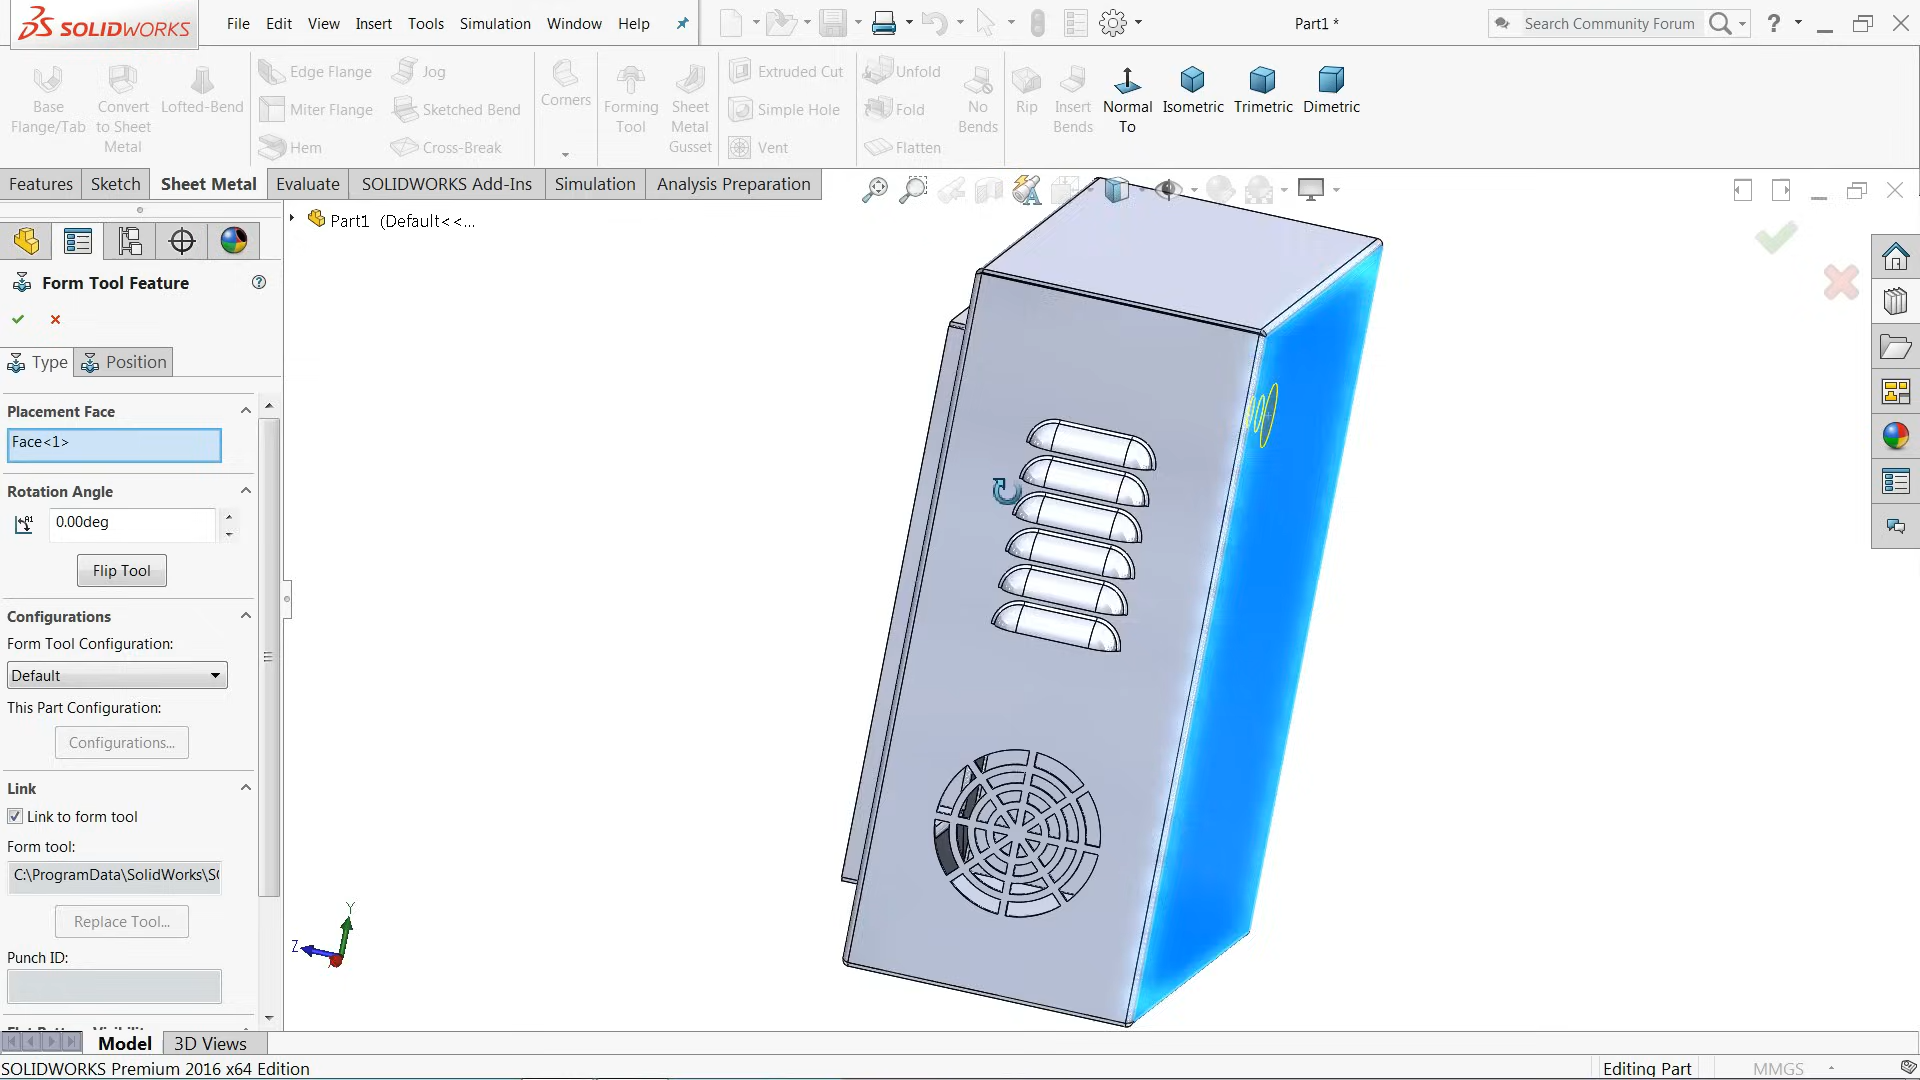 SOLIDWORKS
File Edit View Insert Tools Simulation Window Help
Part1 *
Search Community Forum
Base Flange/Tab
Convert to Sheet Metal
Lofted-Bend
Edge Flange
Miter Flange
Hem
Jog
Sketched Bend
Cross-Break
Corners
Forming Tool
Sheet Metal Gusset
Extruded Cut
Simple Hole
Vent
Unfold
Fold
Flatten
No Bends
Rip
Insert Bends
Normal To
Isometric
Trimetric
Dimetric
Features Sketch Sheet Metal Evaluate SOLIDWORKS Add-Ins Simulation Analysis Preparation
Part1 (Default<<...
Form Tool Feature
Type Position
Placement Face
Face<1>
Rotation Angle
0.00deg
Flip Tool
Configurations
Form Tool Configuration:
Default
This Part Configuration:
Configurations...
Link
Link to form tool
Form tool:
C:\ProgramData\SolidWorks\SO
Replace Tool...
Punch ID:
Y
Z
Model 3D Views
SOLIDWORKS Premium 2016 x64 Edition
Editing Part
MMGS